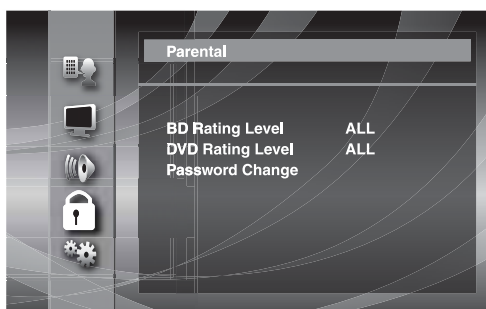 Parental
BD Rating Level ALL
DVD Rating Level ALL
Password Change